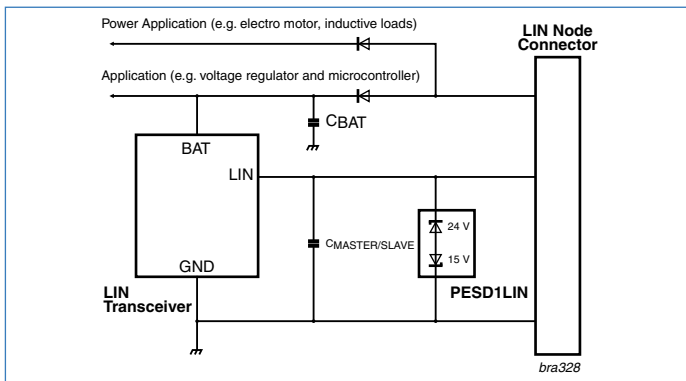 Power Application (e.g. electro motor, inductive loads)
LIN Node
Connector
Application (e.g. voltage regulator and microcontroller)
CBAT
BAT
LIN
24 V
CMASTER/SLAVE
15 V
GND
LIN
Transceiver
PESD1LIN
bra328